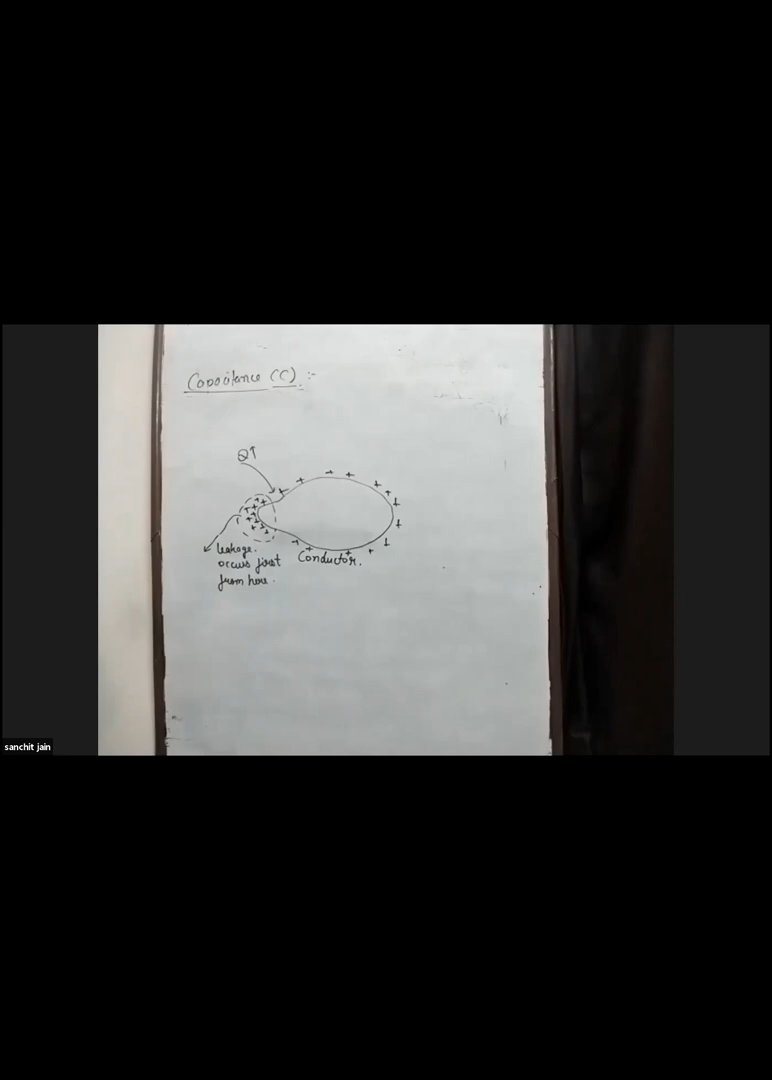 Capacitance (C) :-
Q↑
+ + + + + + + + + + + + + + + + + + + + + + +
leakage.
occurs first
from here.
Conductor.
sanchit jain